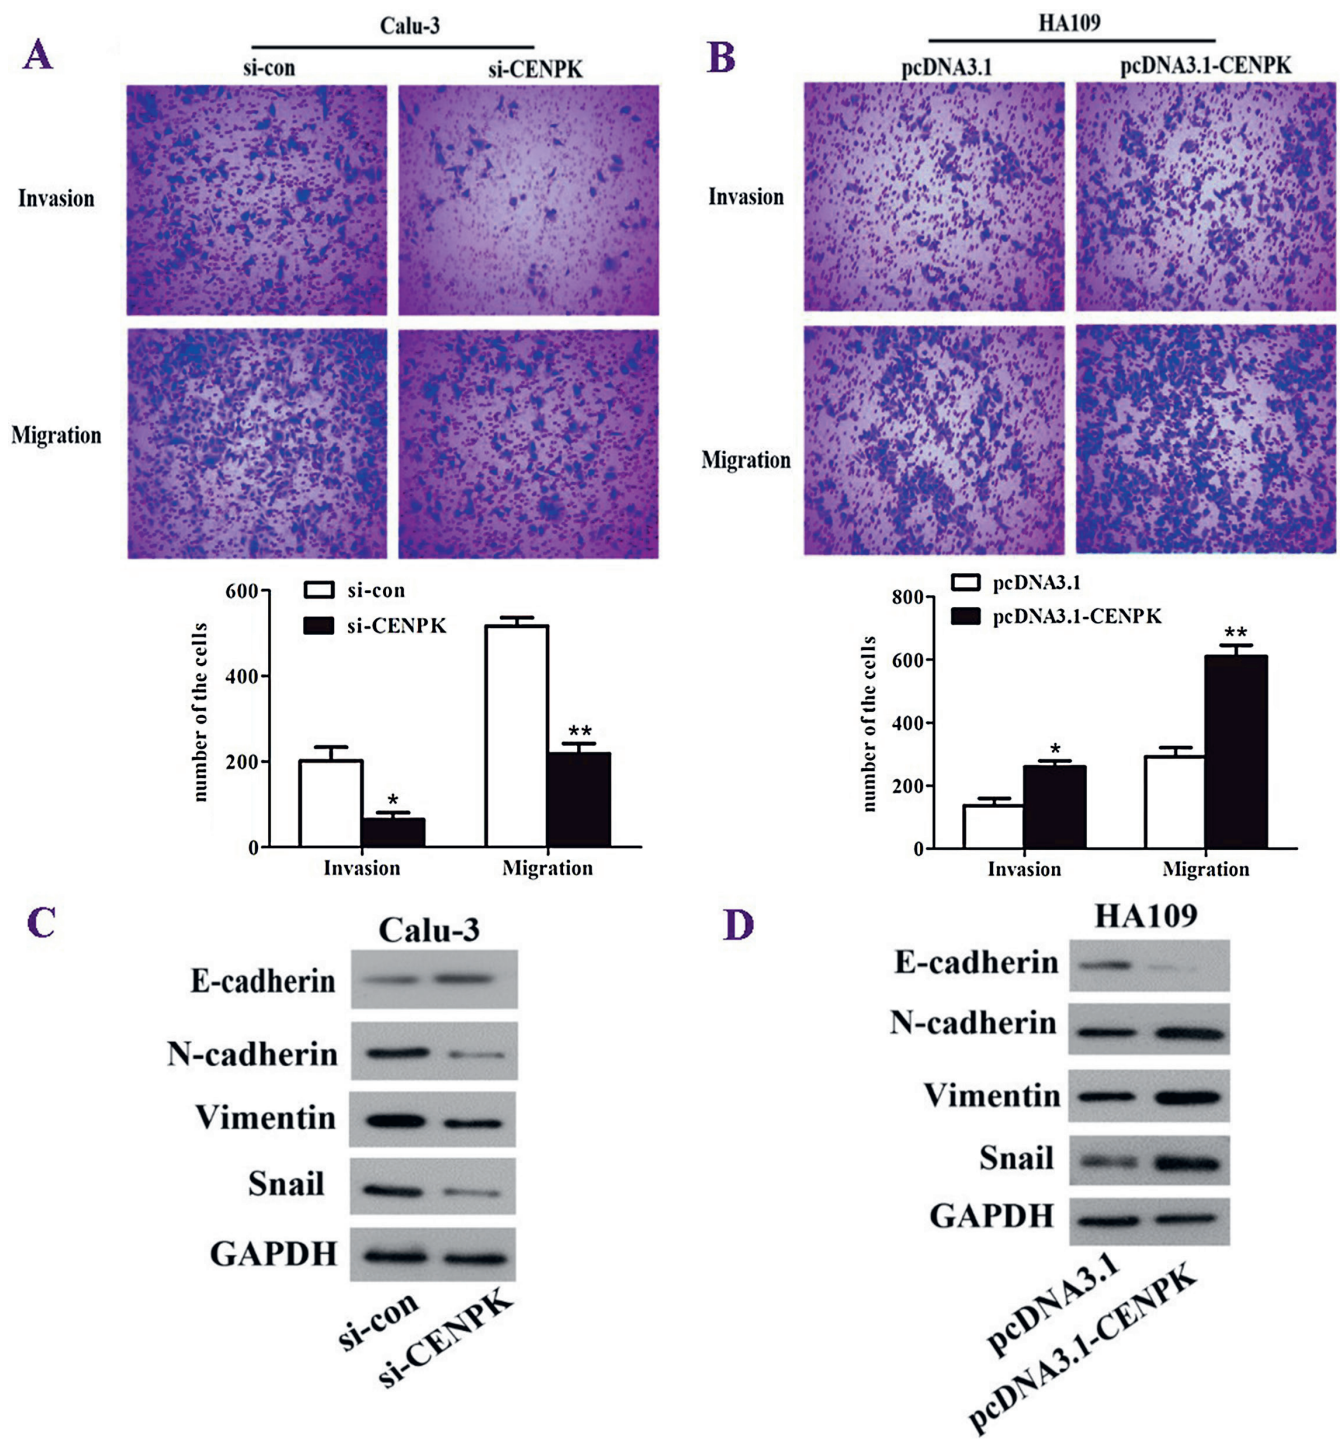 A
Calu-3
si-con
si-CENPK
Invasion
Migration
600
400
200
0
number of the cells
si-con
si-CENPK
*
**
Invasion
Migration
B
HA109
pcDNA3.1
pcDNA3.1-CENPK
Invasion
Migration
800
600
400
200
0
number of the cells
pcDNA3.1
pcDNA3.1-CENPK
*
**
Invasion
Migration
C
Calu-3
E-cadherin
N-cadherin
Vimentin
Snail
GAPDH
si-con
si-CENPK
D
HA109
E-cadherin
N-cadherin
Vimentin
Snail
GAPDH
pcDNA3.1
pcDNA3.1-CENPK